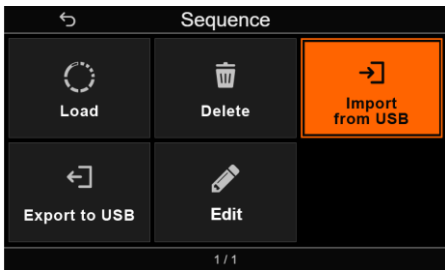 Sequence
Load
Delete
Import
from USB
Export to USB
Edit
1 / 1